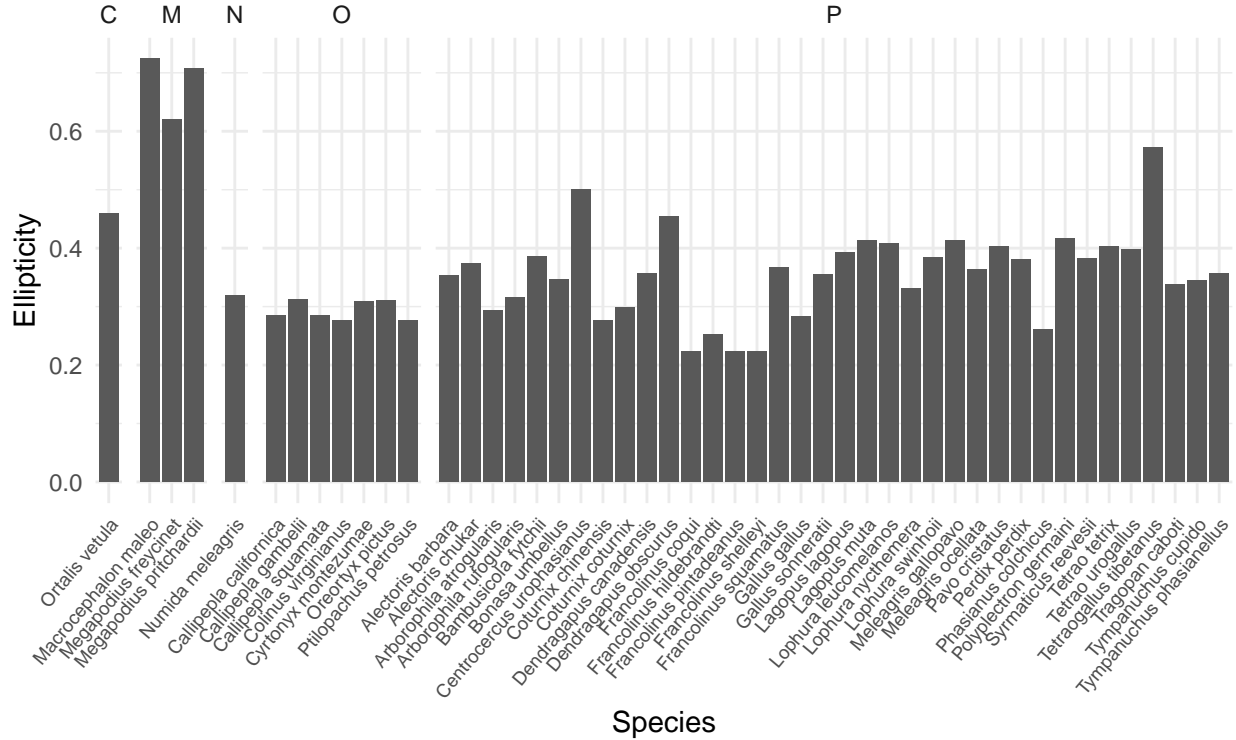 C M N O P
Ellipticity
0.6
0.4
0.2
0.0
Ortalis vetula
Macrocephalon maleo
Megapodius freycinet
Megapodius pritchardii
Numida meleagris
Callipepla californica
Callipepla gambelii
Callipepla squamata
Colinus virginianus
Cyrtonyx montezumae
Oreortyx pictus
Ptilopachus petrosus
Alectoris barbara
Alectoris chukar
Arborophila atrogularis
Arborophila rufogularis
Bambusicola fytchii
Bonasa umbellus
Centrocercus urophasianus
Coturnix chinensis
Coturnix coturnix
Dendragapus canadensis
Dendragapus obscurus
Francolinus coqui
Francolinus hildebrandti
Francolinus pintadeanus
Francolinus shelleyi
Francolinus squamatus
Gallus gallus
Gallus sonneratii
Lagopus lagopus
Lagopus muta
Lophura leucomelanos
Lophura nycthemera
Lophura swinhoii
Meleagris gallopavo
Meleagris ocellata
Pavo cristatus
Perdix perdix
Phasianus colchicus
Polyplectron germaini
Syrmaticus reevesii
Tetrao tetrix
Tetrao urogallus
Tetraogallus tibetanus
Tragopan caboti
Tympanuchus cupido
Tympanuchus phasianellus
Species